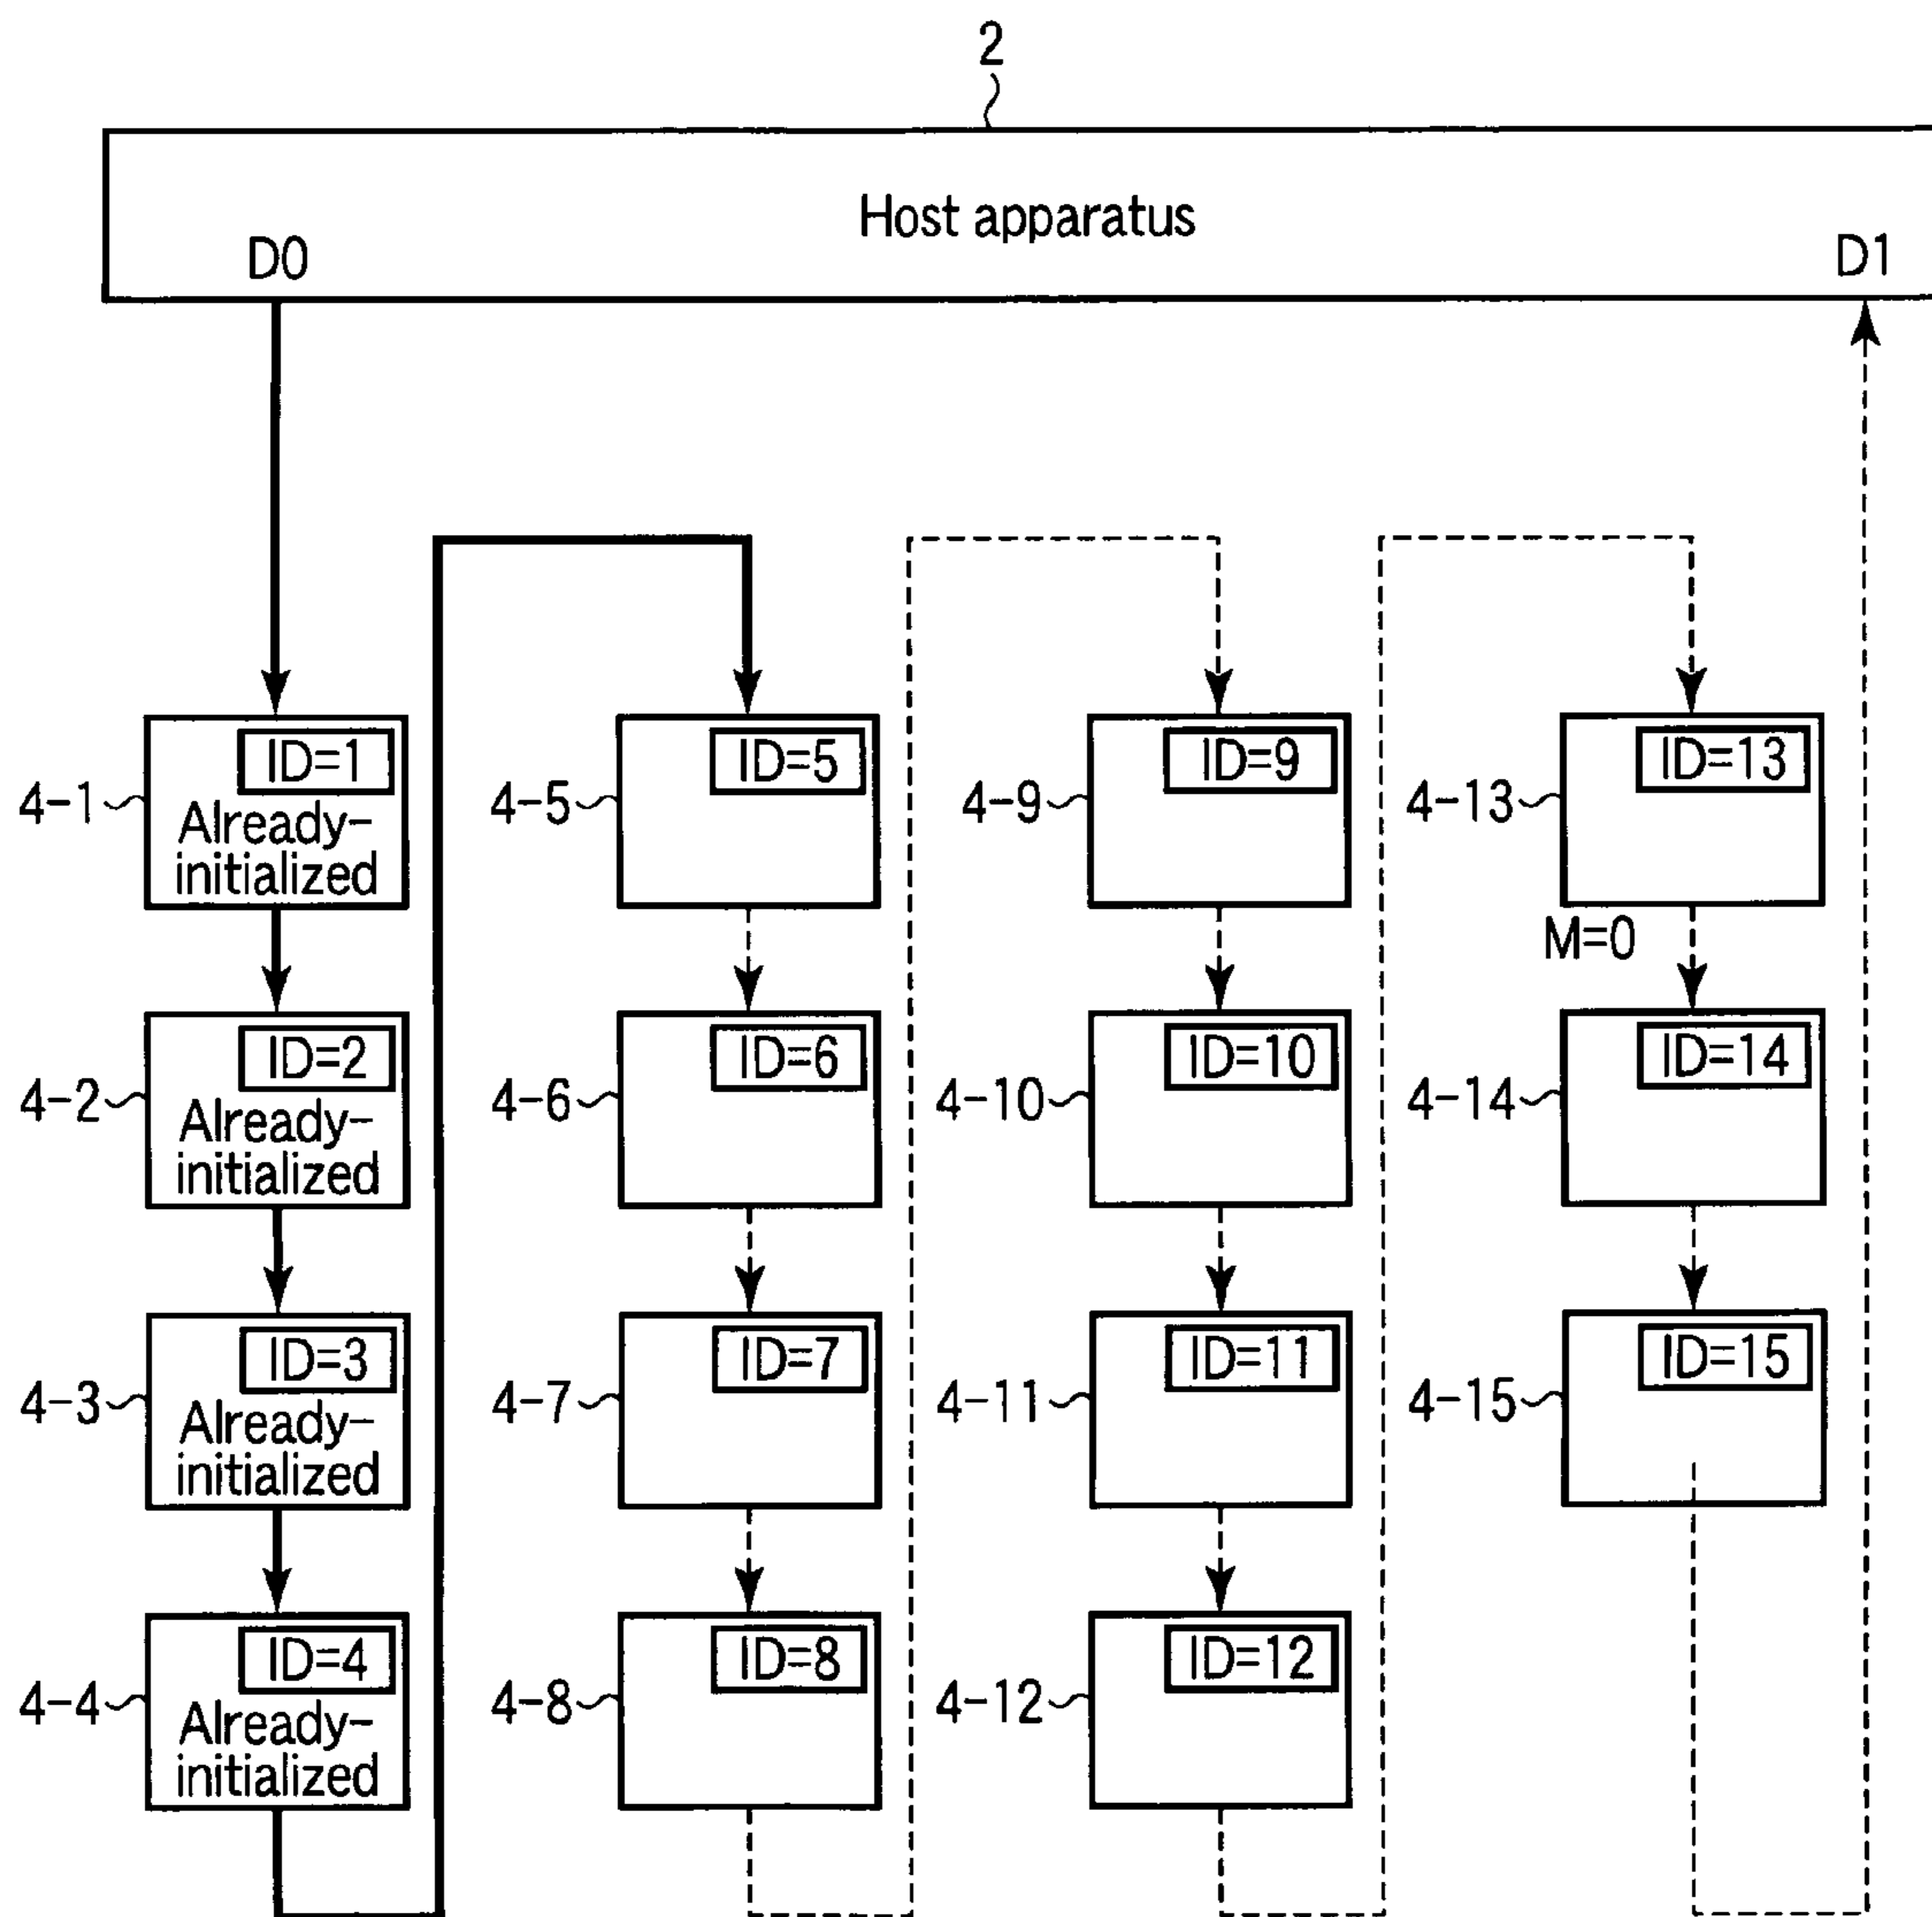 2
Host apparatus
D0
D1
4-1
ID=1
Already-
initialized
4-2
ID=2
Already-
initialized
4-3
ID=3
Already-
initialized
4-4
ID=4
Already-
initialized
4-5
ID=5
4-6
ID=6
4-7
ID=7
4-8
ID=8
4-9
ID=9
4-10
ID=10
4-11
ID=11
4-12
ID=12
4-13
ID=13
M=0
4-14
ID=14
4-15
ID=15